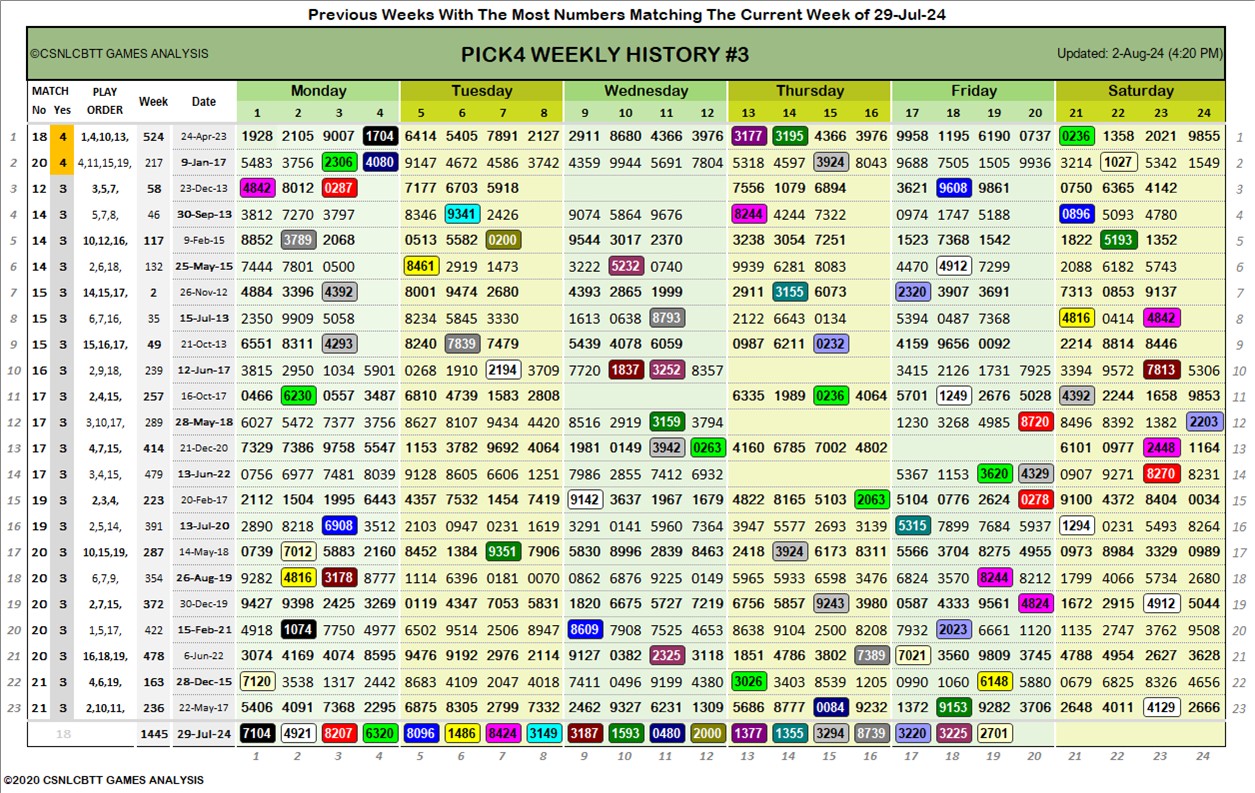 Previous Weeks With The Most Numbers Matching The Current Week of 29-Jul-24
©CSNLCBTT GAMES ANALYSIS PICK4 WEEKLY HISTORY #3 Updated: 2-Aug-24 (4:20 PM)
MATCH PLAY Week Date Monday Tuesday Wednesday Thursday Friday Saturday
No Yes ORDER 1 2 3 4 5 6 7 8 9 10 11 12 13 14 15 16 17 18 19 20 21 22 23 24
1 18 4 1,4,10,13, 524 24-Apr-23 1928 2105 9007 1704 6414 5405 7891 2127 2911 8680 4366 3976 3177 3195 4366 3976 9958 1195 6190 0737 0236 1358 2021 9855 1
2 20 4 4,11,15,19, 217 9-Jan-17 5483 3756 2306 4080 9147 4672 4586 3742 4359 9944 5691 7804 5318 4597 3924 8043 9688 7505 1505 9936 3214 1027 5342 1549 2
3 12 3 3,5,7, 58 23-Dec-13 4842 8012 0287 7177 6703 5918 7556 1079 6894 3621 9608 9861 0750 6365 4142 3
4 14 3 5,7,8, 46 30-Sep-13 3812 7270 3797 8346 9341 2426 9074 5864 9676 8244 4244 7322 0974 1747 5188 0896 5093 4780 4
5 14 3 10,12,16, 117 9-Feb-15 8852 3789 2068 0513 5582 0200 9544 3017 2370 3238 3054 7251 1523 7368 1542 1822 5193 1352 5
6 14 3 2,6,18, 132 25-May-15 7444 7801 0500 8461 2919 1473 3222 5232 0740 9939 6281 8083 4470 4912 7299 2088 6182 5743 6
7 15 3 14,15,17, 2 26-Nov-12 4884 3396 4392 8001 9474 2680 4393 2865 1999 2911 3155 6073 2320 3907 3691 7313 0853 9137 7
8 15 3 6,7,16, 35 15-Jul-13 2350 9909 5058 8234 5845 3330 1613 0638 8793 2122 6643 0134 5394 0487 7368 4816 0414 4842 8
9 15 3 15,16,17, 49 21-Oct-13 6551 8311 4293 8240 7839 7479 5439 4078 6059 0987 6211 0232 4159 9656 0092 2214 8814 8446 9
10 16 3 2,9,18, 239 12-Jun-17 3815 2950 1034 5901 0268 1910 2194 3709 7720 1837 3252 8357 3415 2126 1731 7925 3394 9572 7813 5306 10
11 17 3 2,4,15, 257 16-Oct-17 0466 6230 0557 3487 6810 4739 1583 2808 6335 1989 0236 4064 5701 1249 2676 5028 4392 2244 1658 9853 11
12 17 3 3,10,17, 289 28-May-18 6027 5472 7377 3756 8627 8107 9434 4420 8516 2919 3159 3794 1230 3268 4985 8720 8496 8392 1382 2203 12
13 17 3 4,7,15, 414 21-Dec-20 7329 7386 9758 5547 1153 3782 9692 4064 1981 0149 3942 0263 4160 6785 7002 4802 6101 0977 2448 1164 13
14 17 3 3,4,15, 479 13-Jun-22 0756 6977 7481 8039 9128 8605 6606 1251 7986 2855 7412 6932 5367 1153 3620 4329 0907 9271 8270 8231 14
15 19 3 2,3,4, 223 20-Feb-17 2112 1504 1995 6443 4357 7532 1454 7419 9142 3637 1967 1679 4822 8165 5103 2063 5104 0776 2624 0278 9100 4372 8404 0034 15
16 19 3 2,5,14, 391 13-Jul-20 2890 8218 6908 3512 2103 0947 0231 1619 3291 0141 5960 7364 3947 5577 2693 3139 5315 7899 7684 5937 1294 0231 5493 8264 16
17 20 3 10,15,19, 287 14-May-18 0739 7012 5883 2160 8452 1384 9351 7906 5830 8996 2839 8463 2418 3924 6173 8311 5566 3704 8275 4955 0973 8984 3329 0989 17
18 20 3 6,7,9, 354 26-Aug-19 9282 4816 3178 8777 1114 6396 0181 0070 0862 6876 9225 0149 5965 5933 6598 3476 6824 3570 8244 8212 1799 4066 5734 2680 18
19 20 3 2,7,15, 372 30-Dec-19 9427 9398 2205 3269 0119 4347 7053 5831 1826 6675 5727 7219 6756 5857 9243 3980 0587 4333 9561 4824 1672 2915 4912 5044 19
20 20 3 1,5,17, 422 15-Feb-21 4918 1074 7750 4977 6502 9514 2506 8947 8609 7908 7525 4653 8638 9104 2500 8208 7932 2023 6661 1120 1135 2747 3762 9508 20
21 20 3 16,18,19, 478 6-Jun-22 3074 4169 4074 8595 9476 9192 2976 2114 9127 0382 2325 3118 1851 4786 3802 7389 7021 3560 9809 3745 4788 4954 2627 3628 21
22 21 3 4,6,19, 163 28-Dec-15 7120 3538 1317 2442 8683 4109 2047 4018 7411 0496 9199 4380 3026 3403 8539 1205 0990 1060 6148 5880 0679 6825 8326 4656 22
23 21 3 2,10,11, 236 22-May-17 5406 4091 7368 2295 6875 8305 2799 7332 2462 9327 6231 1309 5686 8777 0084 9232 1372 9153 9282 3706 2648 4011 4129 2666 23
18 1445 29-Jul-24 7104 4921 8207 6320 8096 1486 8424 3149 3187 1593 0480 2000 1377 1355 3294 8739 3220 3225 2701
1 2 3 4 5 6 7 8 9 10 11 12 13 14 15 16 17 18 19 20 21 22 23 24
©2020 CSNLCBTT GAMES ANALYSIS